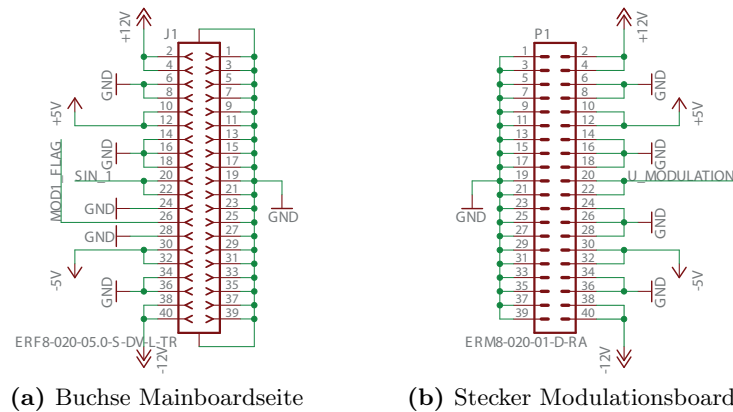 J1
P1
+12V
+12V
2 1
4 3
6 5
8 7
10 9
12 11
14 13
16 15
18 17
20 19
22 21
24 23
26 25
28 27
30 29
32 31
34 33
36 35
38 37
40 39
1 2
3 4
5 6
7 8
9 10
11 12
13 14
15 16
17 18
19 20
21 22
23 24
25 26
27 28
29 30
31 32
33 34
35 36
37 38
39 40
GND
+5V
GND
MOD1_FLAG
SIN_1
GND
GND
-5V
GND
-12V
GND
GND
+5V
GND
U_MODULATION
GND
GND
-5V
GND
-12V
ERF8-020-05.0-S-DV-L-TR
ERM8-020-01-D-RA
(a) Buchse Mainboardseite
(b) Stecker Modulationsboard